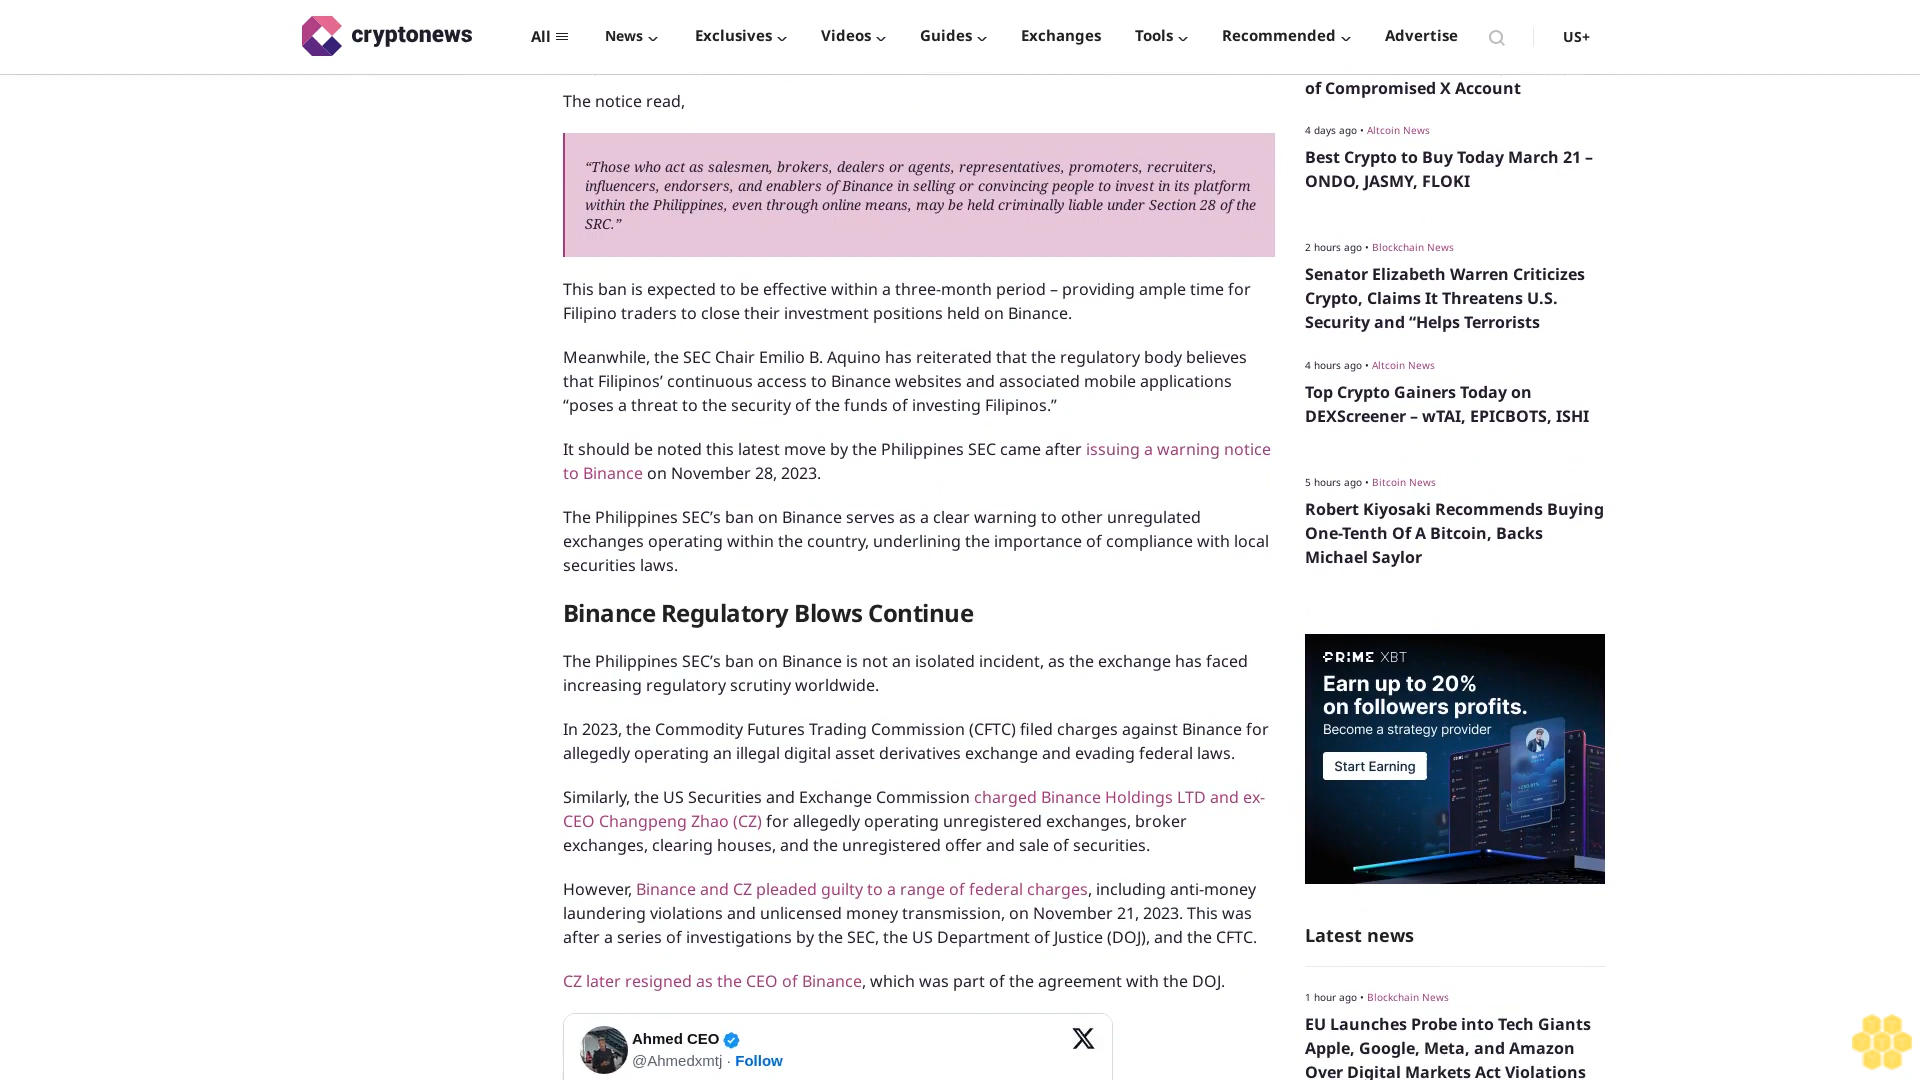 cryptonews
All
News
Exclusives
Videos
Guides
Exchanges
Tools
Recommended
Advertise
US+
The notice read,
“Those who act as salesmen, brokers, dealers or agents, representatives, promoters, recruiters,
influencers, endorsers, and enablers of Binance in selling or convincing people to invest in its platform
within the Philippines, even through online means, may be held criminally liable under Section 28 of the
SRC.”
This ban is expected to be effective within a three-month period – providing ample time for
Filipino traders to close their investment positions held on Binance.
Meanwhile, the SEC Chair Emilio B. Aquino has reiterated that the regulatory body believes
that Filipinos’ continuous access to Binance websites and associated mobile applications
“poses a threat to the security of the funds of investing Filipinos.”
It should be noted this latest move by the Philippines SEC came after issuing a warning notice
to Binance on November 28, 2023.
The Philippines SEC’s ban on Binance serves as a clear warning to other unregulated
exchanges operating within the country, underlining the importance of compliance with local
securities laws.
Binance Regulatory Blows Continue
The Philippines SEC’s ban on Binance is not an isolated incident, as the exchange has faced
increasing regulatory scrutiny worldwide.
In 2023, the Commodity Futures Trading Commission (CFTC) filed charges against Binance for
allegedly operating an illegal digital asset derivatives exchange and evading federal laws.
Similarly, the US Securities and Exchange Commission charged Binance Holdings LTD and ex-
CEO Changpeng Zhao (CZ) for allegedly operating unregistered exchanges, broker
exchanges, clearing houses, and the unregistered offer and sale of securities.
However, Binance and CZ pleaded guilty to a range of federal charges, including anti-money
laundering violations and unlicensed money transmission, on November 21, 2023. This was
after a series of investigations by the SEC, the US Department of Justice (DOJ), and the CFTC.
CZ later resigned as the CEO of Binance, which was part of the agreement with the DOJ.
Ahmed CEO
@Ahmedxmtj · Follow
of Compromised X Account
4 days ago • Altcoin News
Best Crypto to Buy Today March 21 –
ONDO, JASMY, FLOKI
2 hours ago • Blockchain News
Senator Elizabeth Warren Criticizes
Crypto, Claims It Threatens U.S.
Security and “Helps Terrorists
4 hours ago • Altcoin News
Top Crypto Gainers Today on
DEXScreener – wTAI, EPICBOTS, ISHI
5 hours ago • Bitcoin News
Robert Kiyosaki Recommends Buying
One-Tenth Of A Bitcoin, Backs
Michael Saylor
PRIME XBT
Earn up to 20%
on followers profits.
Become a strategy provider
Start Earning
Latest news
1 hour ago • Blockchain News
EU Launches Probe into Tech Giants
Apple, Google, Meta, and Amazon
Over Digital Markets Act Violations